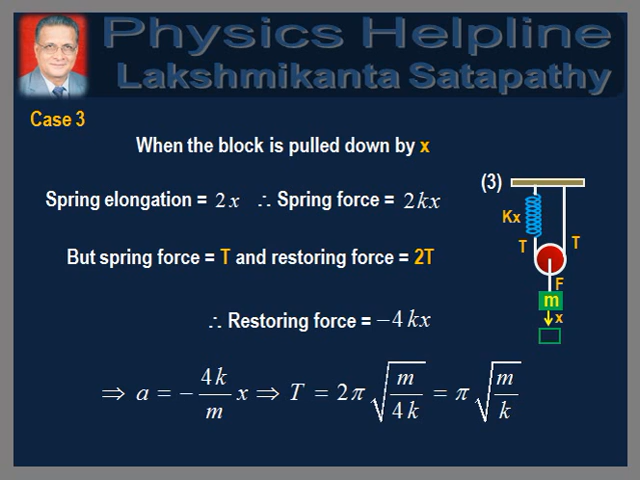 Physics Helpline
Lakshmikanta Satapathy
Case 3
When the block is pulled down by x
Spring elongation = 2x ∴ Spring force = 2kx
But spring force = T and restoring force = 2T
∴ Restoring force = −4kx
⇒ a = − 4k/m x ⇒ T = 2π √(m/4k) = π √(m/k)
(3)
Kx
T T
F
m
x